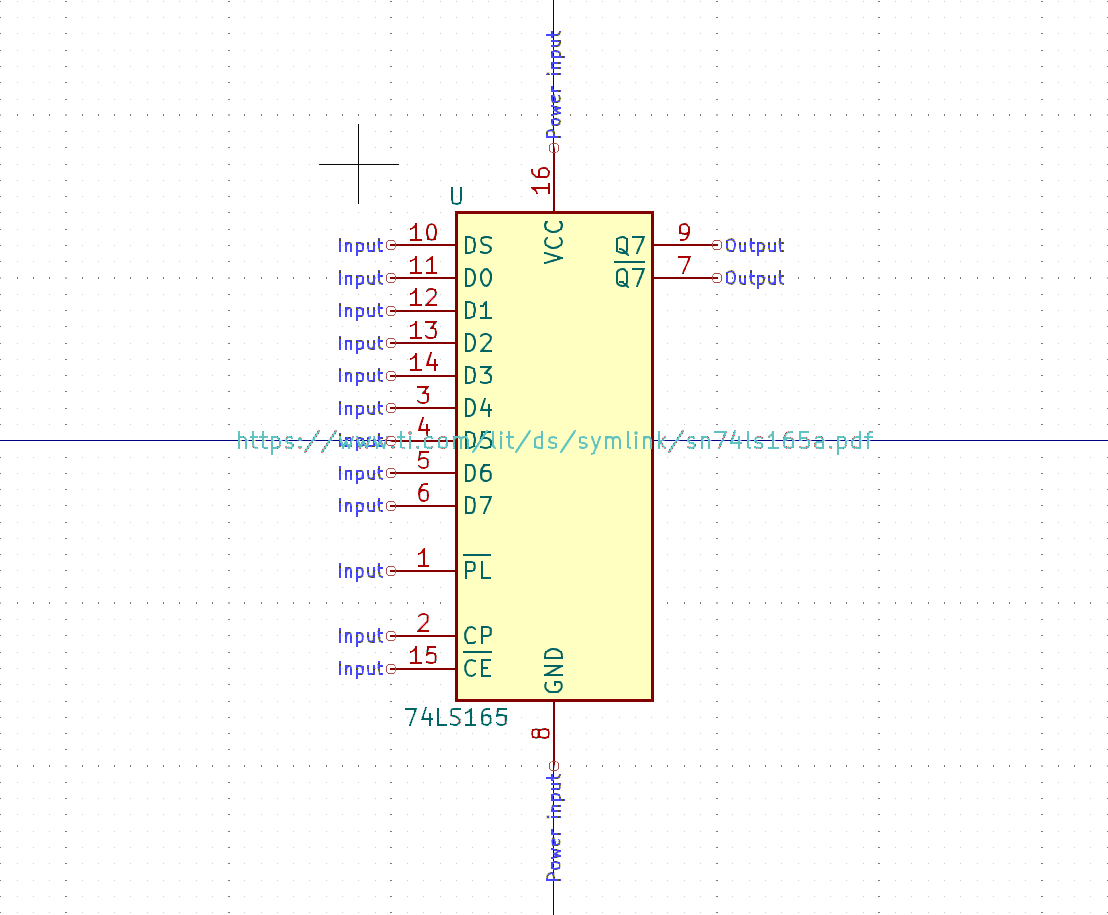 Power input
16
U
VCC
Input 10 DS Q7 9 Output
Input 11 D0 Q7 7 Output
Input 12 D1
Input 13 D2
Input 14 D3
Input 3 D4
Input 4 D5
https://www.ti.com/lit/ds/symlink/sn74ls165a.pdf
Input 5 D6
Input 6 D7
Input 1 PL
Input 2 CP
Input 15 CE
GND
74LS165
8
Power input